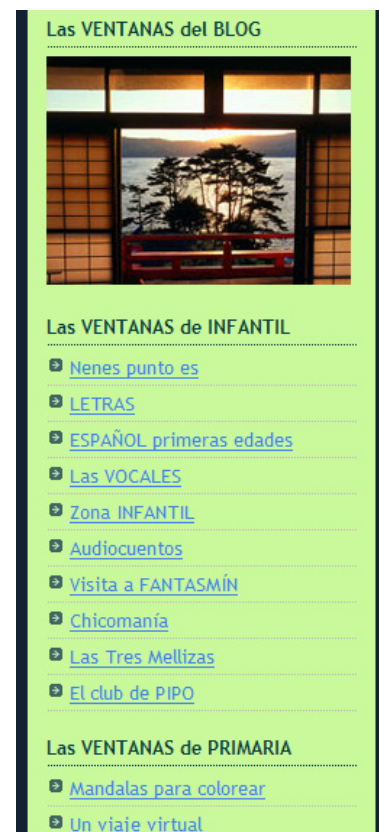 Las VENTANAS del BLOG
Las VENTANAS de INFANTIL
Nenes punto es
LETRAS
ESPAÑOL primeras edades
Las VOCALES
Zona INFANTIL
Audiocuentos
Visita a FANTASMÍN
Chicomanía
Las Tres Mellizas
El club de PIPO
Las VENTANAS de PRIMARIA
Mandalas para colorear
Un viaje virtual